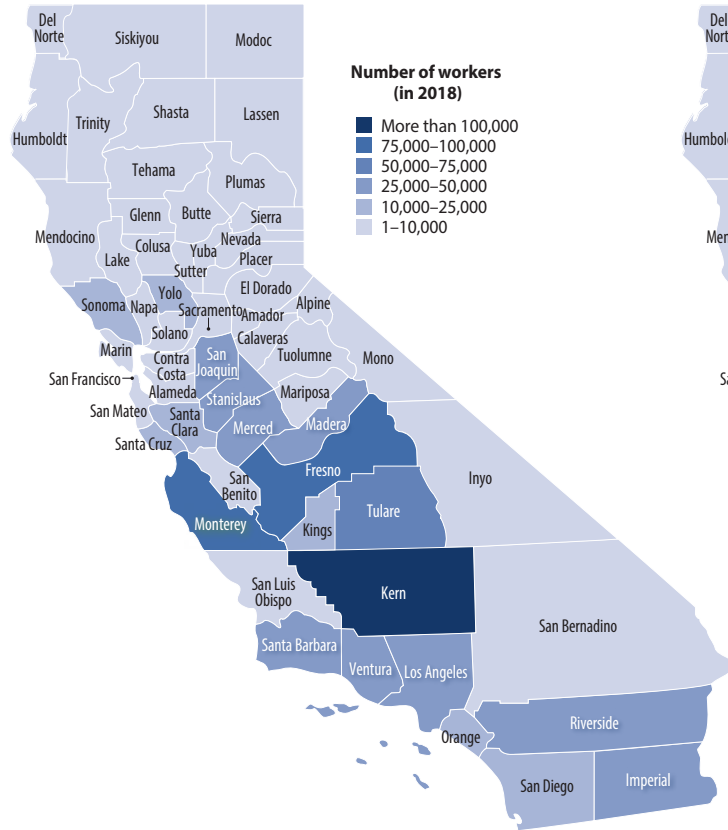 Del
Norte
Siskiyou
Modoc
Del
Nort
Number of workers
(in 2018)
More than 100,000
75,000–100,000
50,000–75,000
25,000–50,000
10,000–25,000
1–10,000
Humboldt
Trinity
Shasta
Lassen
Humbold
Tehama
Plumas
Glenn
Butte
Sierra
Mendocino
Colusa
Yuba
Nevada
Men
Lake
Sutter
Placer
El Dorado
Sonoma
Napa
Yolo
Sacramento
Amador
Alpine
Solano
Calaveras
Marin
Contra
Costa
San
Joaquin
Tuolumne
Mono
San Francisco
Alameda
Stanislaus
Mariposa
Sa
San Mateo
Santa
Clara
Merced
Madera
Santa Cruz
San
Benito
Fresno
Inyo
Monterey
Kings
Tulare
San Luis
Obispo
Kern
San Bernadino
Santa Barbara
Ventura
Los Angeles
Orange
Riverside
San Diego
Imperial